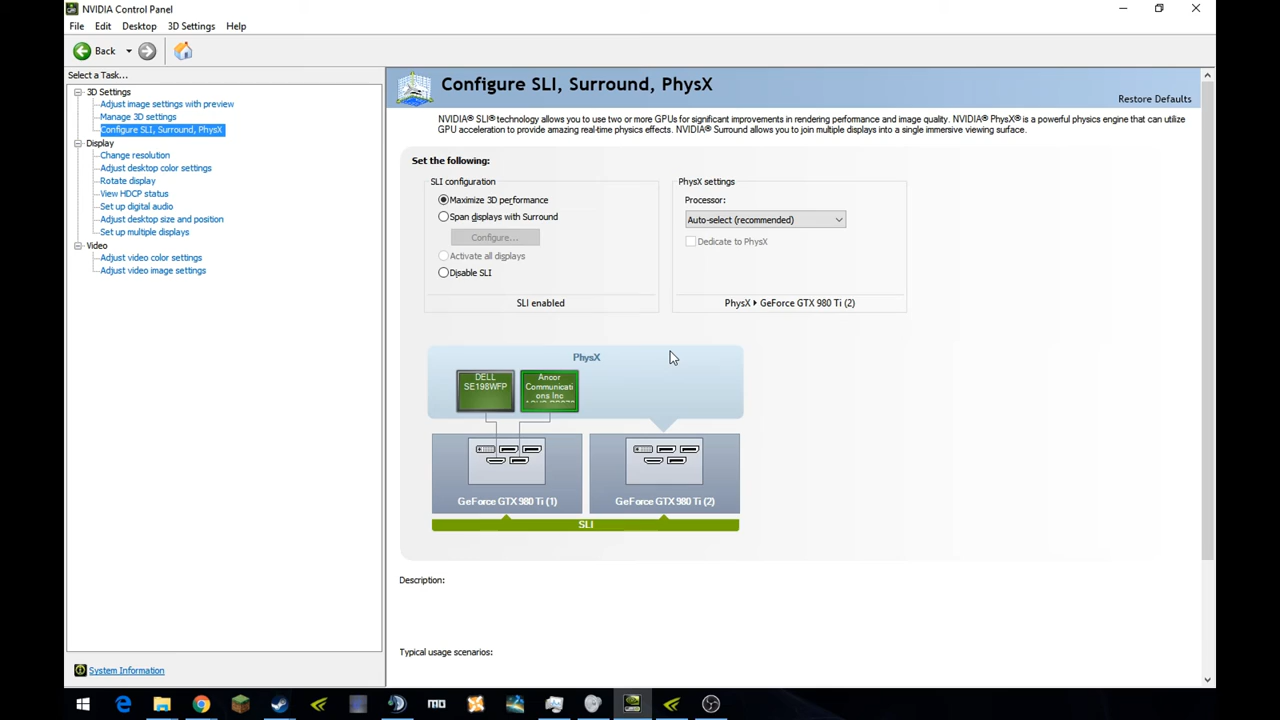 NVIDIA Control Panel
File Edit Desktop 3D Settings Help
Back
Select a Task...
3D Settings
Adjust image settings with preview
Manage 3D settings
Configure SLI, Surround, PhysX
Display
Change resolution
Adjust desktop color settings
Rotate display
View HDCP status
Set up digital audio
Adjust desktop size and position
Set up multiple displays
Video
Adjust video color settings
Adjust video image settings
System Information
Configure SLI, Surround, PhysX
Restore Defaults
NVIDIA® SLI® technology allows you to use two or more GPUs for significant improvements in rendering performance and image quality. NVIDIA® PhysX® is a powerful physics engine that can utilize
GPU acceleration to provide amazing real-time physics effects. NVIDIA® Surround allows you to join multiple displays into a single immersive viewing surface.
Set the following:
SLI configuration
Maximize 3D performance
Span displays with Surround
Configure...
Activate all displays
Disable SLI
SLI enabled
PhysX settings
Processor:
Auto-select (recommended)
Dedicate to PhysX
PhysX GeForce GTX 980 Ti (2)
PhysX
DELL
SE198WFP
Ancor
Communicati
ons Inc
GeForce GTX 980 Ti (1)
GeForce GTX 980 Ti (2)
SLI
Description:
Typical usage scenarios: